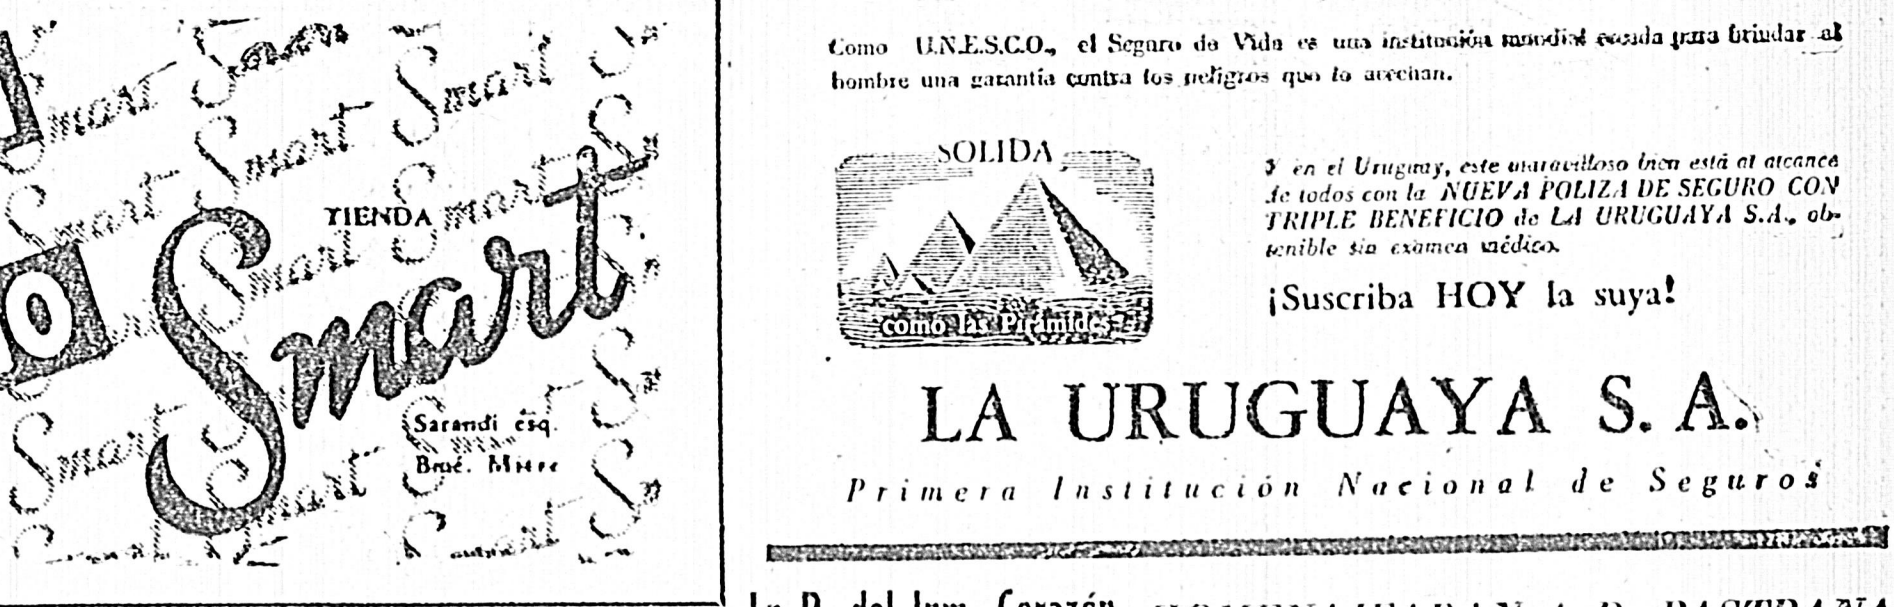 TIENDA
Smart
Sarandi esq.
Bmé. Mitre
Como U.N.E.S.C.O., el Seguro de Vida es una institución mundial creada para brindar al
hombre una garantía contra los peligros que lo acechan.
SOLIDA
como las Pirámides
Y en el Uruguay, este maravilloso bien está al alcance
de todos con la NUEVA POLIZA DE SEGURO CON
TRIPLE BENEFICIO de LA URUGUAYA S.A., ob-
tenible sin examen médico.
¡Suscriba HOY la suya!
LA URUGUAYA S. A.
Primera Institución Nacional de Seguros